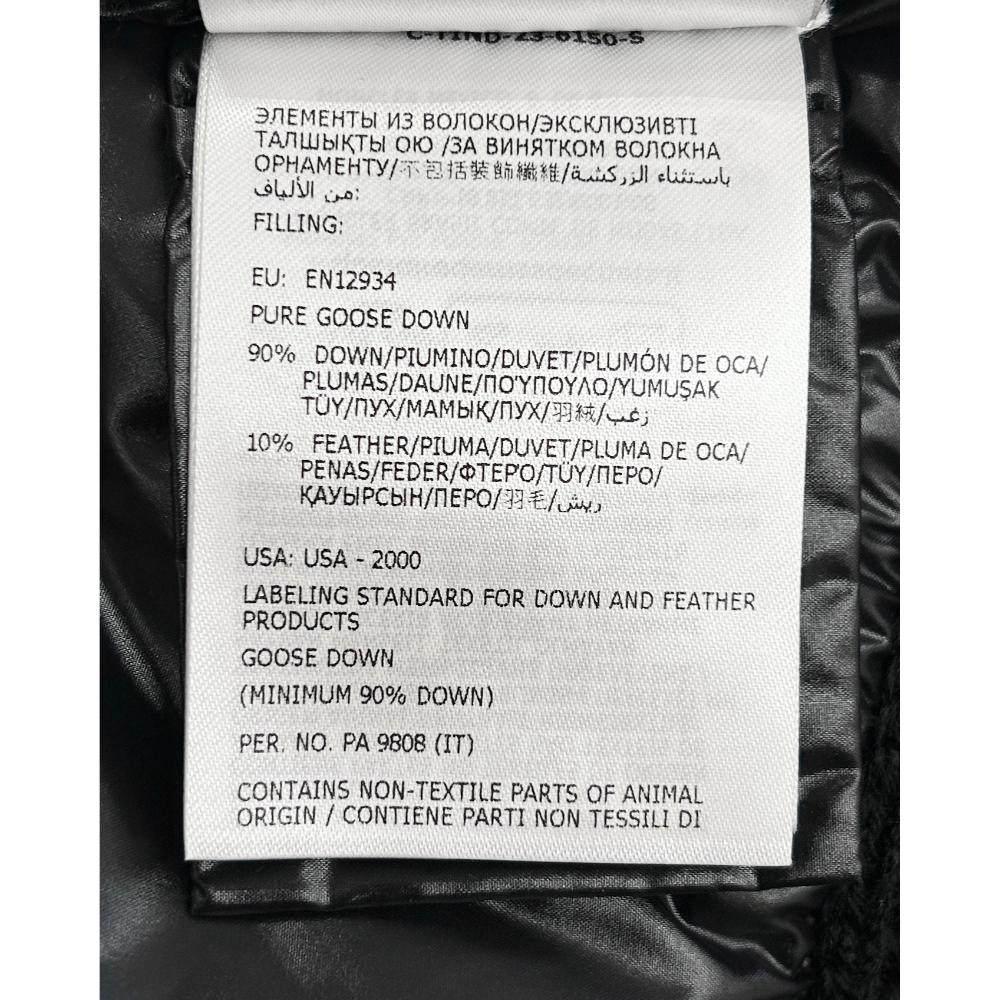 C-TIND-23-6150-S
ЭЛЕМЕНТЫ ИЗ ВОЛОКОН/ЭКСКЛЮЗИВТІ
ТАЛШЫҚТЫ ОЮ /ЗА ВИНЯТКОМ ВОЛОКНА
ОРНАМЕНТУ/不包括裝飾纖維/باستثناء الزركشة
من الألياف:
FILLING:
EU: EN12934
PURE GOOSE DOWN
90% DOWN/PIUMINO/DUVET/PLUMÓN DE OCA/
PLUMAS/DAUNE/ΠΟΎΠΟΥΛΟ/YUMUŞAK
TÜY/ПУХ/МАМЫҚ/ПУХ/羽絨/زغب
10% FEATHER/PIUMA/DUVET/PLUMA DE OCA/
PENAS/FEDER/ΦΤΕΡΌ/TÜY/ПЕРО/
ҚАУЫРСЫН/ПЕРО/羽毛/ريش
USA: USA - 2000
LABELING STANDARD FOR DOWN AND FEATHER
PRODUCTS
GOOSE DOWN
(MINIMUM 90% DOWN)
PER. NO. PA 9808 (IT)
CONTAINS NON-TEXTILE PARTS OF ANIMAL
ORIGIN / CONTIENE PARTI NON TESSILI DI